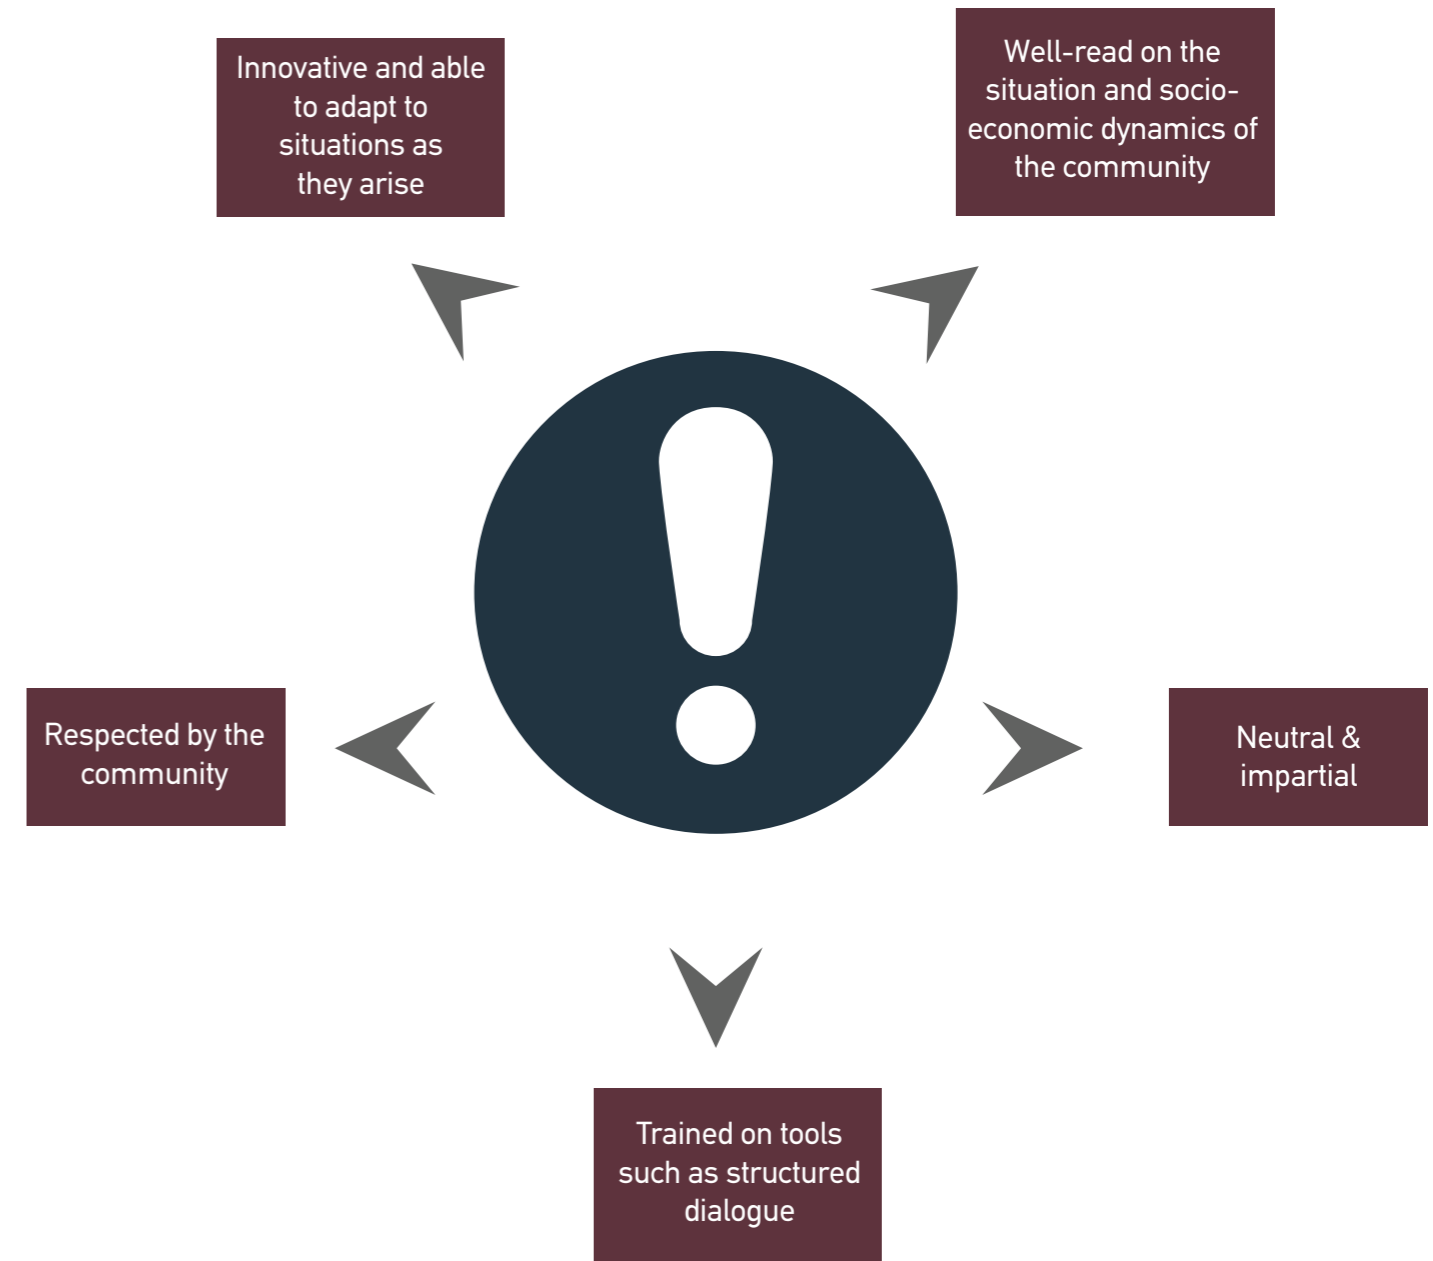 Innovative and able
to adapt to
situations as
they arise
Well-read on the
situation and socio-
economic dynamics of
the community
Respected by the
community
Neutral &
impartial
Trained on tools
such as structured
dialogue